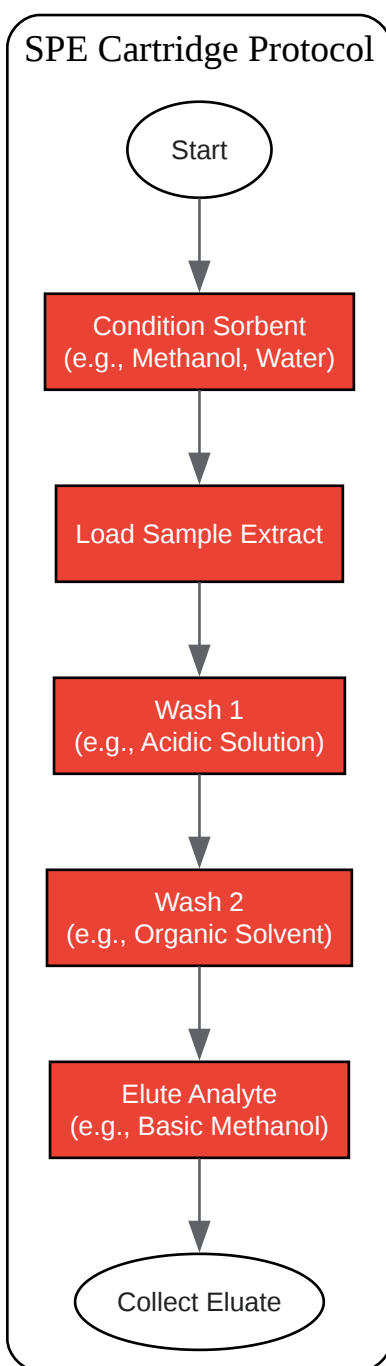 SPE Cartridge Protocol
Start
Condition Sorbent
(e.g., Methanol, Water)
Load Sample Extract
Wash 1
(e.g., Acidic Solution)
Wash 2
(e.g., Organic Solvent)
Elute Analyte
(e.g., Basic Methanol)
Collect Eluate